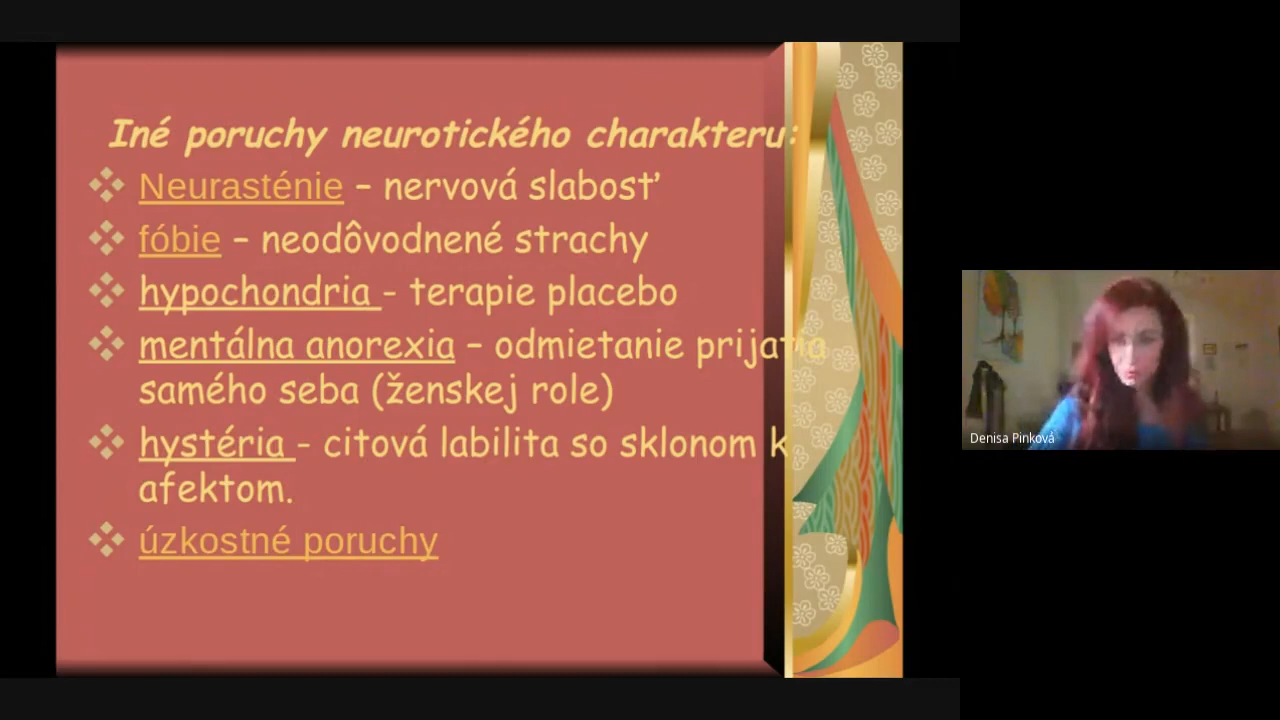 Iné poruchy neurotického charakteru:
Neurasténie – nervová slabosť
fóbie – neodôvodnené strachy
hypochondria - terapie placebo
mentálna anorexia – odmietanie prijatia
samého seba (ženskej role)
hystéria - citová labilita so sklonom k
afektom.
úzkostné poruchy
Denisa Pinková